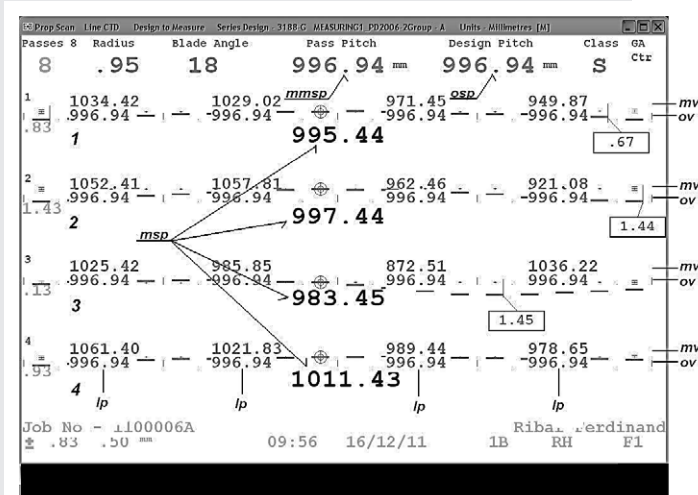 Prop Scan Line CTD Design to Measure Series Design - 3188-G MEASURING1_PD2006-2Group - A Units - Millimetres [M]
Passes 8 Radius Blade Angle Pass Pitch Design Pitch Class GA
8 .95 18 996.94 mm 996.94 mm S Ctr
mmsp osp
1 1034.42 1029.02 971.45 949.87 mv
996.94 996.94 996.94 996.94 ov
.83 1 995.44 .67
2 1052.41 1057.81 962.46 921.08 mv
996.94 996.94 996.94 996.94 ov
1.43 2 997.44 1.44
msp
3 1025.42 985.85 872.51 1036.22 mv
996.94 996.94 996.94 996.94 ov
.13 3 983.45 1.45
4 1061.40 1021.83 989.44 978.65 mv
996.94 996.94 996.94 996.94 ov
.93 4 1011.43
lp lp lp lp
Job No - 1100006A Ferdinand
± .83 .50 mm 09:56 16/12/11 1B RH F1